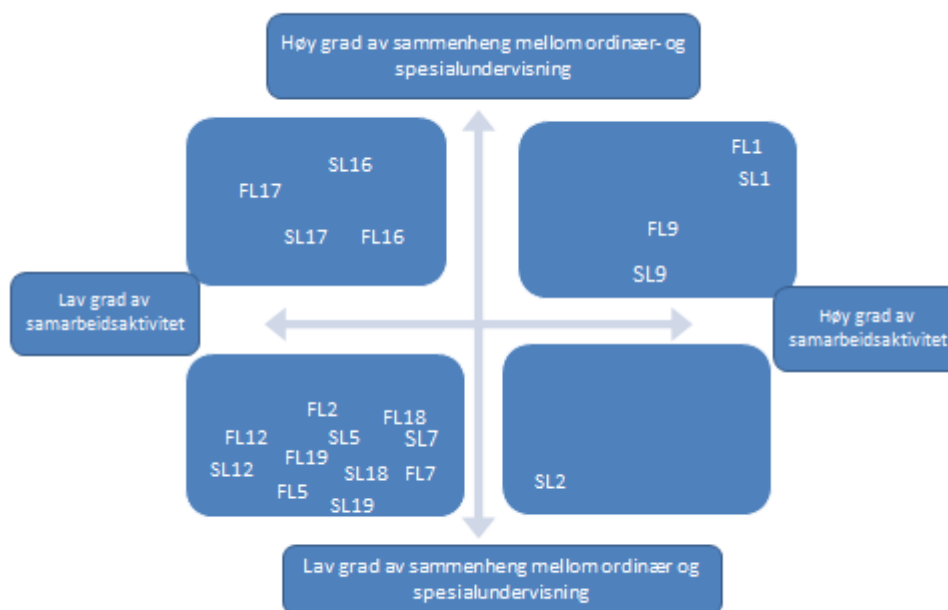 Høy grad av sammenheng mellom ordinær- og
spesialundervisning
FL1
SL16
SL1
FL17
FL9
SL17 FL16
SL9
Lav grad av
samarbeidsaktivitet
Høy grad av
samarbeidsaktivitet
FL2
FL18
FL12 SL5 SL7
FL19
SL12 SL18 FL7
FL5
SL19
SL2
Lav grad av sammenheng mellom ordinær og
spesialundervisning